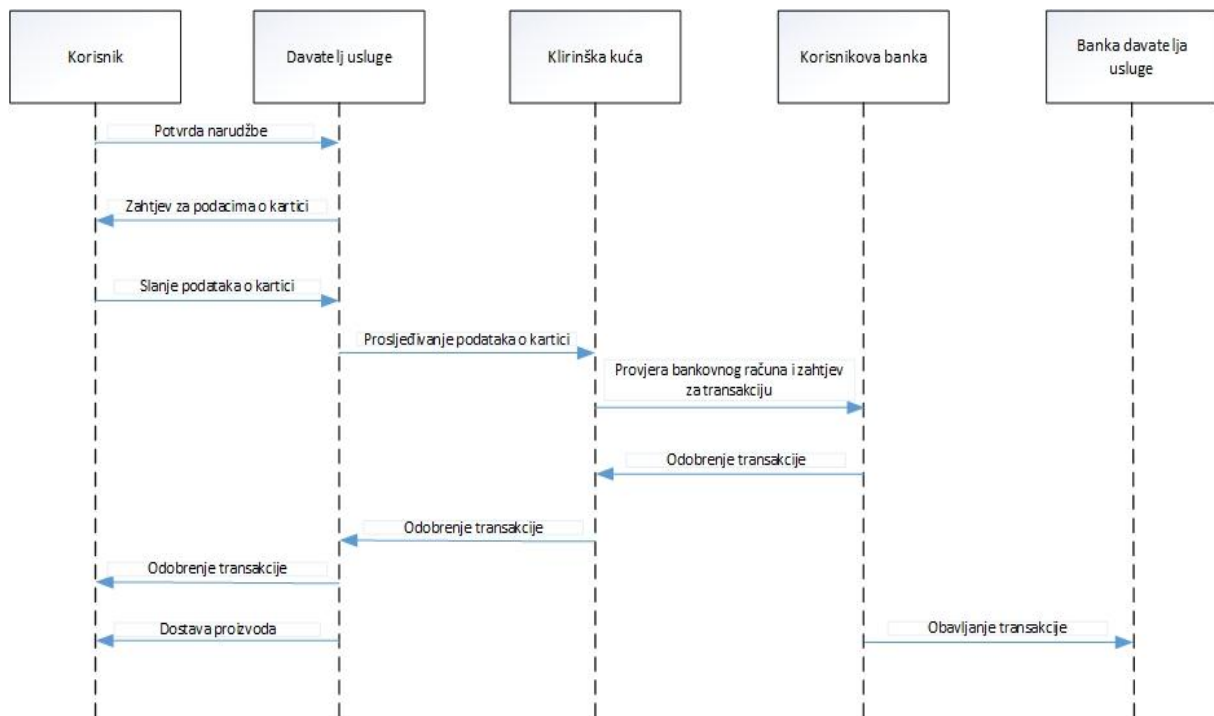 Korisnik
Davatelj usluge
Klirinška kuća
Korisnikova banka
Banka davatelja
usluge
Potvrda narudžbe
Zahtjev za podacima o kartici
Slanje podataka o kartici
Prosljeđivanje podataka o kartici
Provjera bankovnog računa i zahtjev
za transakciju
Odobrenje transakcije
Odobrenje transakcije
Odobrenje transakcije
Dostava proizvoda
Obavljanje transakcije